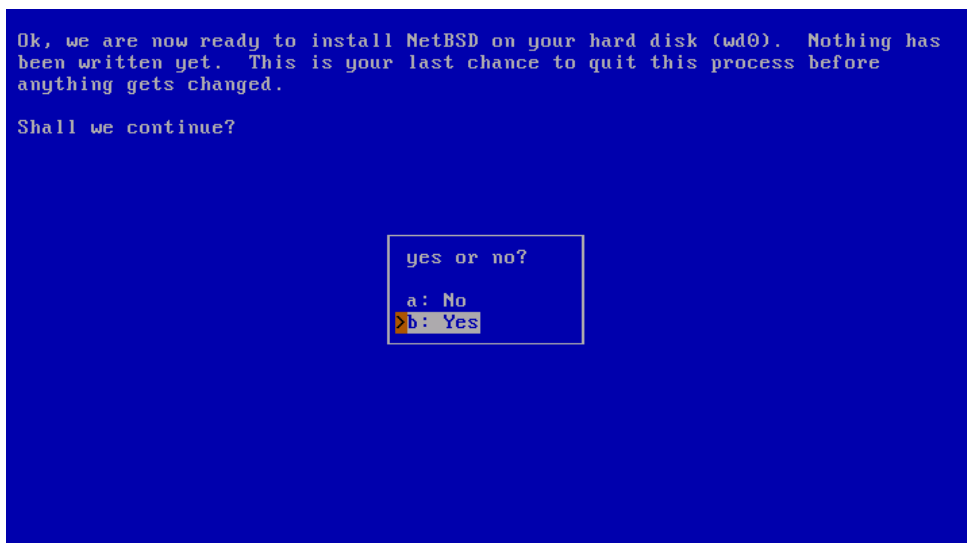 Ok, we are now ready to install NetBSD on your hard disk (wd0).  Nothing has
been written yet.  This is your last chance to quit this process before
anything gets changed.
Shall we continue?
yes or no?
a: No
>b: Yes